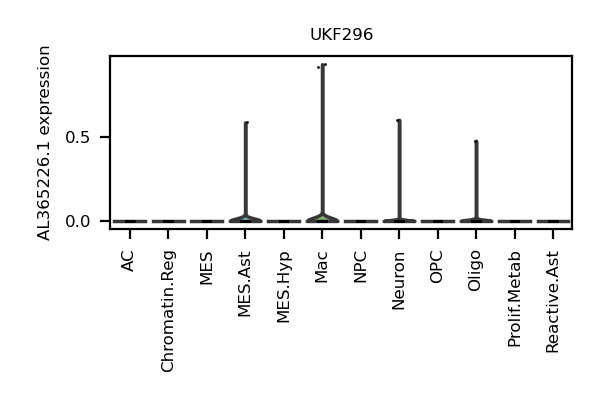 UKF296
AL365226.1 expression
0.5
0.0
AC
Chromatin.Reg
MES
MES.Ast
MES.Hyp
Mac
NPC
Neuron
OPC
Oligo
Prolif.Metab
Reactive.Ast